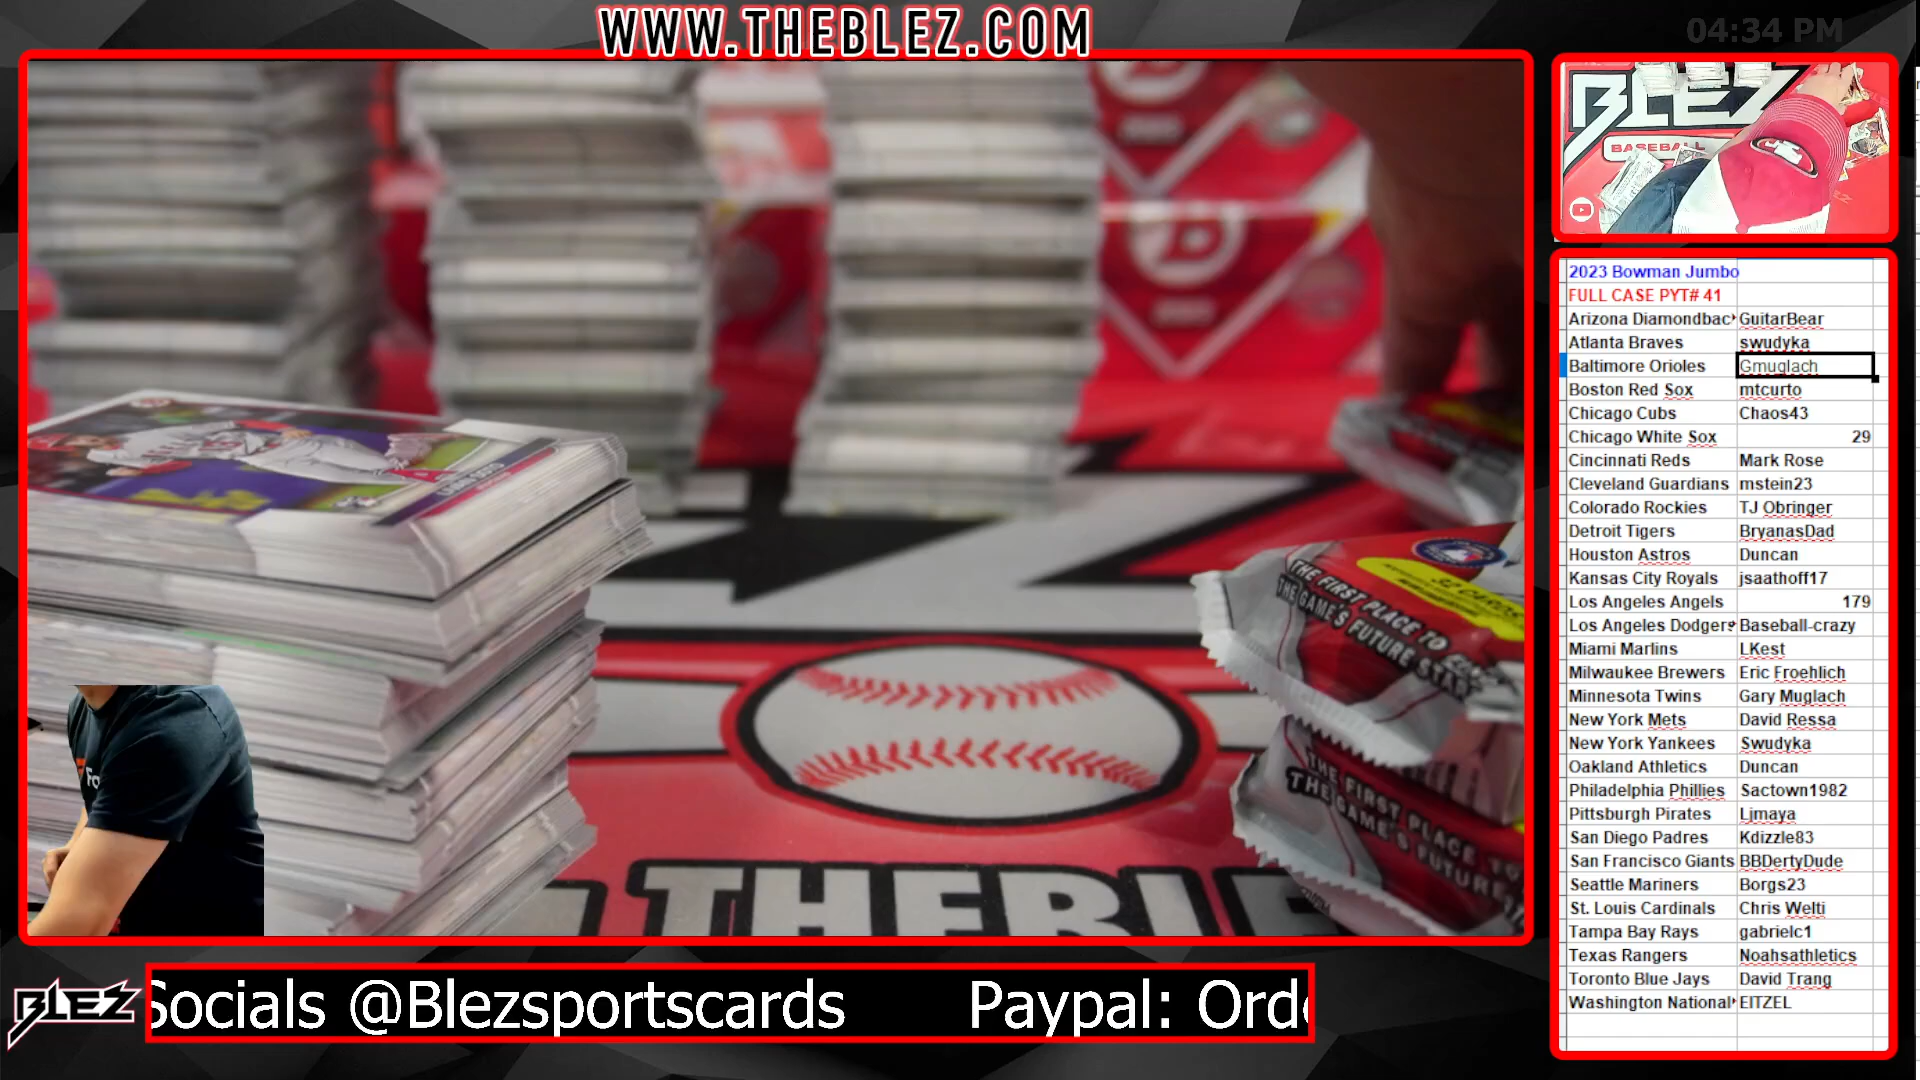 WWW.THEBLEZ.COM
04:34 PM
BLEZ
BASEBALL
2023 Bowman Jumbo
FULL CASE PYT# 41
Arizona Diamondbac GuitarBear
Atlanta Braves swudyka
Baltimore Orioles Gmuglach
Boston Red Sox mtcurto
Chicago Cubs Chaos43
Chicago White Sox 29
Cincinnati Reds Mark Rose
Cleveland Guardians mstein23
Colorado Rockies TJ Obringer
Detroit Tigers BryanasDad
Houston Astros Duncan
Kansas City Royals jsaathoff17
Los Angeles Angels 179
Los Angeles Dodgers Baseball-crazy
Miami Marlins LKest
Milwaukee Brewers Eric Froehlich
Minnesota Twins Gary Muglach
New York Mets David Ressa
New York Yankees Swudyka
Oakland Athletics Duncan
Philadelphia Phillies Sactown1982
Pittsburgh Pirates Ljmaya
San Diego Padres Kdizzle83
San Francisco Giants BBDertyDude
Seattle Mariners Borgs23
St. Louis Cardinals Chris Welti
Tampa Bay Rays gabrielc1
Texas Rangers Noahsathletics
Toronto Blue Jays David Trang
Washington National EITZEL
B
32 CARDS
THE FIRST PLACE TO
THE GAME'S FUTURE STAR
THE FIRST PLACE TO
THE GAME'S FUTURE
THEBLE
BLEZ
Socials @Blezsportscards Paypal: Ord